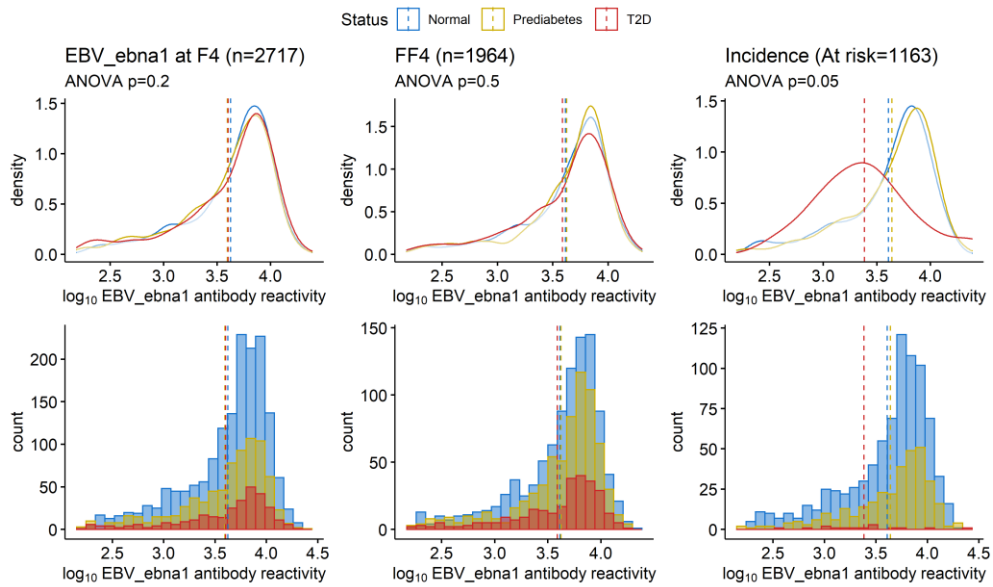 Status Normal Prediabetes T2D
EBV_ebna1 at F4 (n=2717)
ANOVA p=0.2
FF4 (n=1964)
ANOVA p=0.5
Incidence (At risk=1163)
ANOVA p=0.05
density
1.5
1.0
0.5
0.0
2.5 3.0 3.5 4.0
log₁₀ EBV_ebna1 antibody reactivity
density
1.5
1.0
0.5
0.0
2.5 3.0 3.5 4.0
log₁₀ EBV_ebna1 antibody reactivity
density
1.5
1.0
0.5
0.0
2.5 3.0 3.5 4.0
log₁₀ EBV_ebna1 antibody reactivity
count
200
150
100
50
0
2.5 3.0 3.5 4.0 4.5
log₁₀ EBV_ebna1 antibody reactivity
count
150
100
50
0
2.5 3.0 3.5 4.0
log₁₀ EBV_ebna1 antibody reactivity
count
125
100
75
50
25
0
2.5 3.0 3.5 4.0 4.5
log₁₀ EBV_ebna1 antibody reactivity